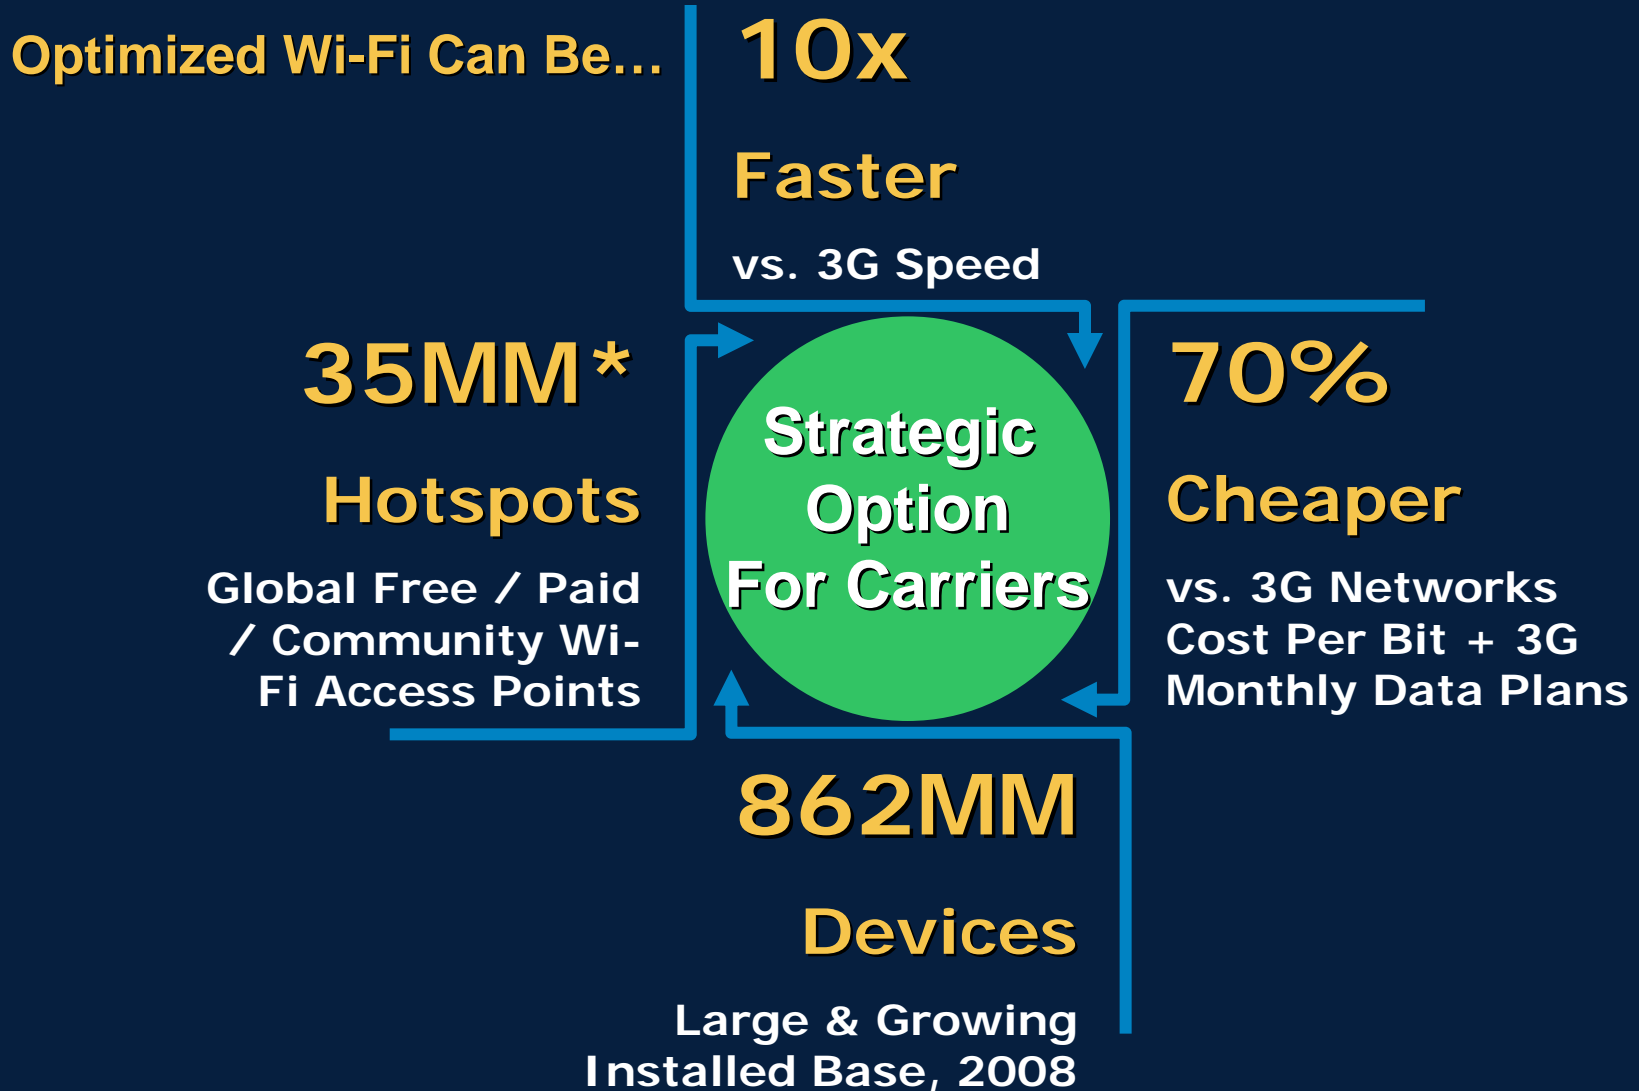 Optimized Wi-Fi Can Be…
10x
Faster
vs. 3G Speed
35MM*
Hotspots
Global Free / Paid
/ Community Wi-
Fi Access Points
Strategic
Option
For Carriers
70%
Cheaper
vs. 3G Networks
Cost Per Bit + 3G
Monthly Data Plans
862MM
Devices
Large & Growing
Installed Base, 2008